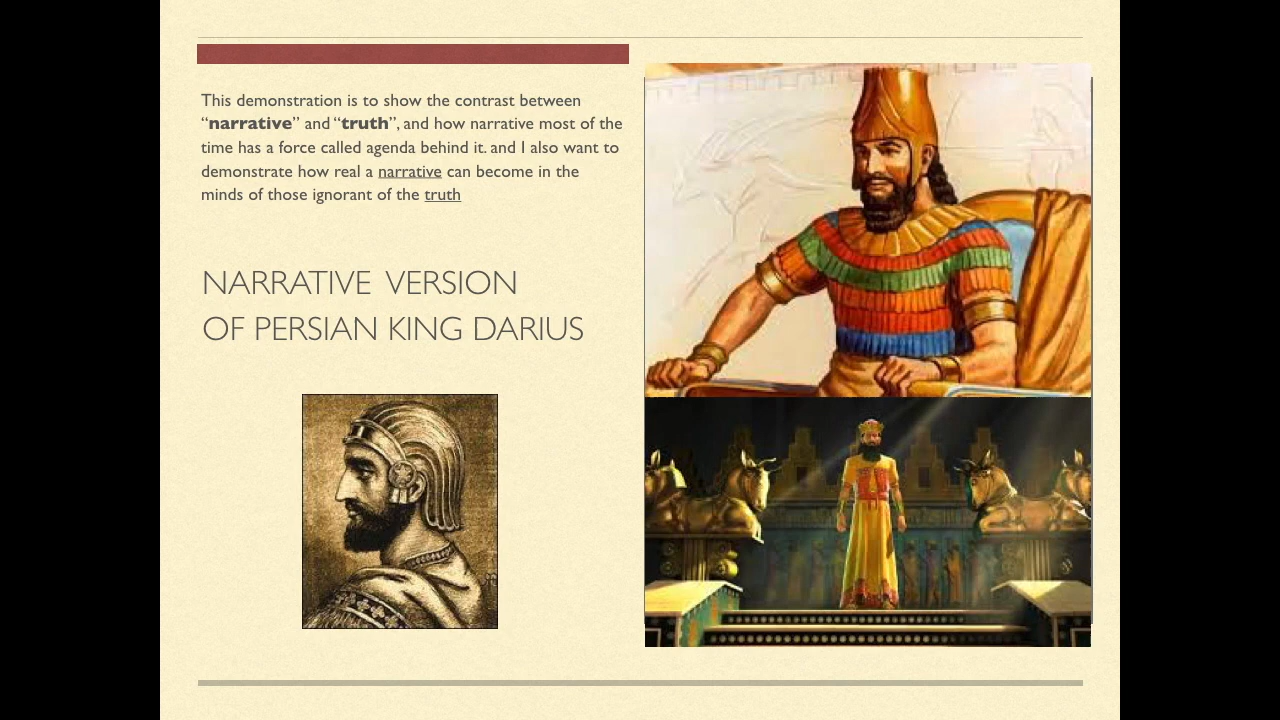 This demonstration is to show the contrast between
“narrative” and “truth”, and how narrative most of the
time has a force called agenda behind it. and I also want to
demonstrate how real a narrative can become in the
minds of those ignorant of the truth
NARRATIVE VERSION
OF PERSIAN KING DARIUS